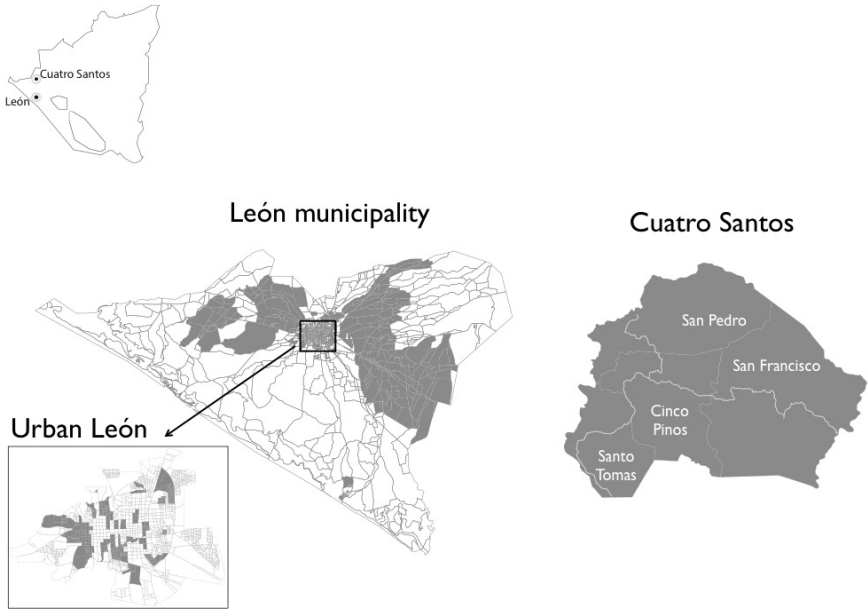 Cuatro Santos
León
León municipality
Cuatro Santos
San Pedro
San Francisco
Cinco
Pinos
Santo
Tomas
Urban León